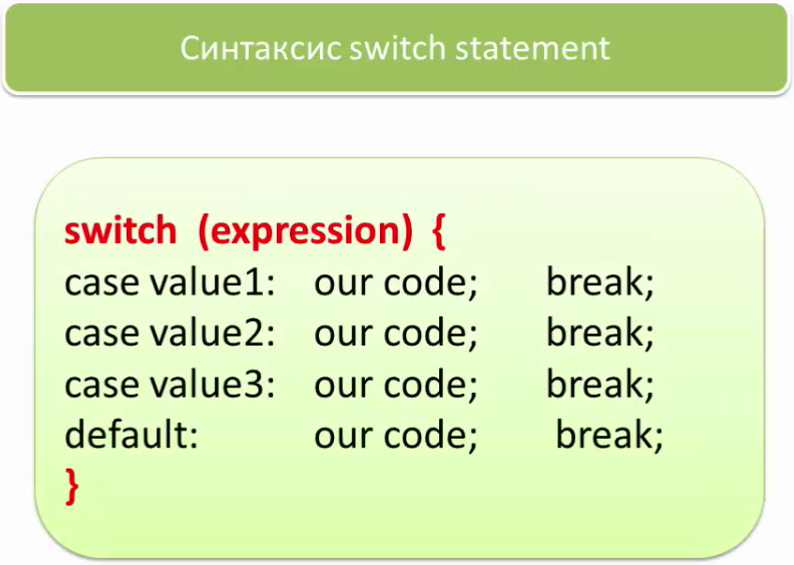 Синтаксис switch statement
switch (expression) {
case value1: our code; break;
case value2: our code; break;
case value3: our code; break;
default: our code; break;
}